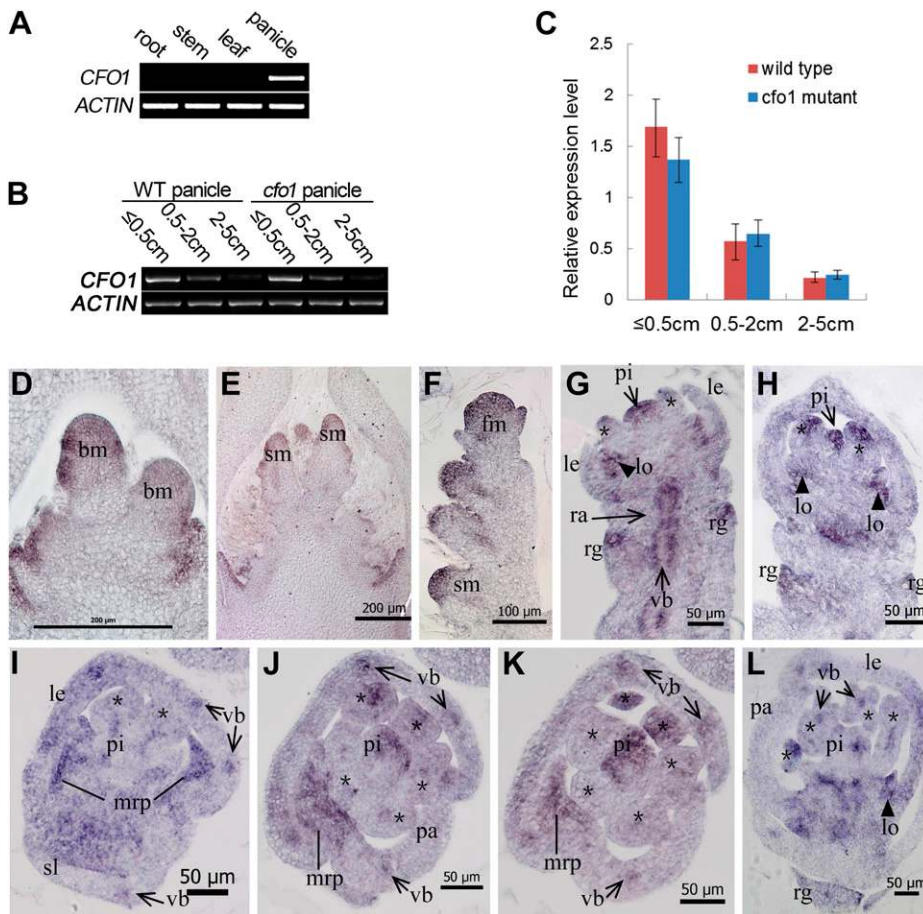 A
root stem leaf panicle
CFO1
ACTIN
B
WT panicle cfo1 panicle
≤0.5cm 0.5-2cm 2-5cm ≤0.5cm 0.5-2cm 2-5cm
CFO1
ACTIN
C
Relative expression level
2.5
2
1.5
1
0.5
0
wild type
cfo1 mutant
≤0.5cm 0.5-2cm 2-5cm
D
bm
bm
200 µm
E
sm sm
200 µm
F
fm
sm
100 µm
G
pi
le
*
*
le
lo
ra
rg
rg
vb
50 µm
H
pi
*
*
lo
lo
rg
rg
50 µm
I
le
*
*
vb
pi
mrp
sl
vb
50 µm
J
vb
*
*
pi
*
*
*
pa
mrp
vb
50 µm
K
vb
*
*
*
pi
*
*
*
mrp
vb
50 µm
L
vb
le
pa
*
*
*
pi
*
lo
rg
50 µm